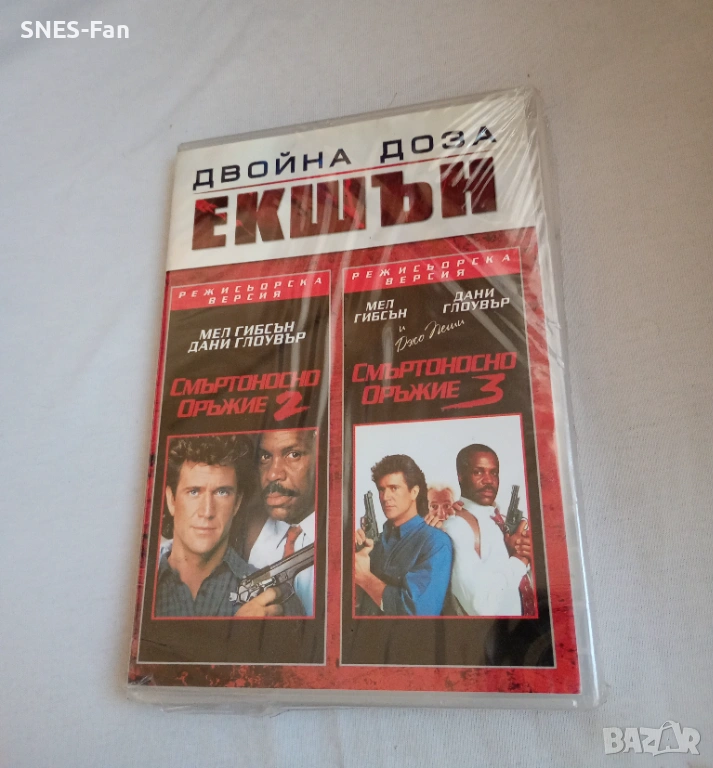 SNES-Fan
ДВОЙНА ДОЗА
ЕКШЪН
РЕЖИСЬОРСКА
ВЕРСИЯ
МЕЛ ГИБСЪН
ДАНИ ГЛОУВЪР
СМЪРТОНОСНО
ОРЪЖИЕ 2
РЕЖИСЬОРСКА
ВЕРСИЯ
МЕЛ
ГИБСЪН
ДАНИ
ГЛОУВЪР
и
Джо Пеши
СМЪРТОНОСНО
ОРЪЖИЕ 3
BAZAR